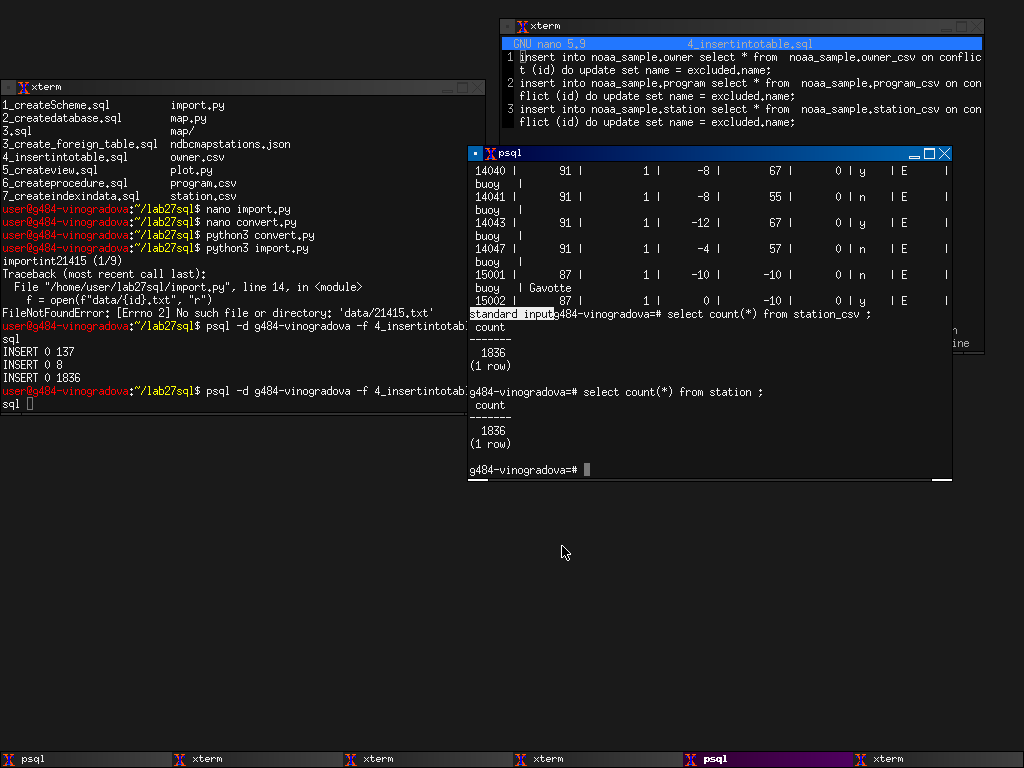 xterm
GNU nano 5.9 4_insertintotable.sql
1 insert into noaa_sample.owner select * from  noaa_sample.owner_csv on conflic
t (id) do update set name = excluded.name;
2 insert into noaa_sample.program select * from  noaa_sample.program_csv on con
flict (id) do update set name = excluded.name;
3 insert into noaa_sample.station select * from  noaa_sample.station_csv on con
flict (id) do update set name = excluded.name;
xterm
1_createScheme.sql import.py
2_createdatabase.sql map.py
3.sql map/
3_create_foreign_table.sql ndbcmapstations.json
4_insertintotable.sql owner.csv
5_createview.sql plot.py
6_createprocedure.sql program.csv
7_createindexindata.sql station.csv
user@g484-vinogradova:~/lab27sql$ nano import.py
user@g484-vinogradova:~/lab27sql$ nano convert.py
user@g484-vinogradova:~/lab27sql$ python3 convert.py
user@g484-vinogradova:~/lab27sql$ python3 import.py
importint21415 (1/9)
Traceback (most recent call last):
File "/home/user/lab27sql/import.py", line 14, in <module>
f = open(f"data/{id}.txt", "r")
FileNotFoundError: [Errno 2] No such file or directory: 'data/21415.txt'
user@g484-vinogradova:~/lab27sql$ psql -d g484-vinogradova -f 4_insertintotabl
sql
INSERT 0 137
INSERT 0 8
INSERT 0 1836
user@g484-vinogradova:~/lab27sql$ psql -d g484-vinogradova -f 4_insertintotabl
sql
psql
14040 | 91 | 1 | -8 | 67 | 0 | y | E |
buoy |
14041 | 91 | 1 | -8 | 55 | 0 | n | E |
buoy |
14043 | 91 | 1 | -12 | 67 | 0 | y | E |
buoy |
14047 | 91 | 1 | -4 | 57 | 0 | n | E |
buoy |
15001 | 87 | 1 | -10 | -10 | 0 | n | E |
buoy | Gavotte
15002 | 87 | 1 | 0 | -10 | 0 | y | E |
standard inputg484-vinogradova=# select count(*) from station_csv ;
count
-------
1836
(1 row)
g484-vinogradova=# select count(*) from station ;
count
-------
1836
(1 row)
g484-vinogradova=#
n
ine
psql xterm xterm xterm psql xterm